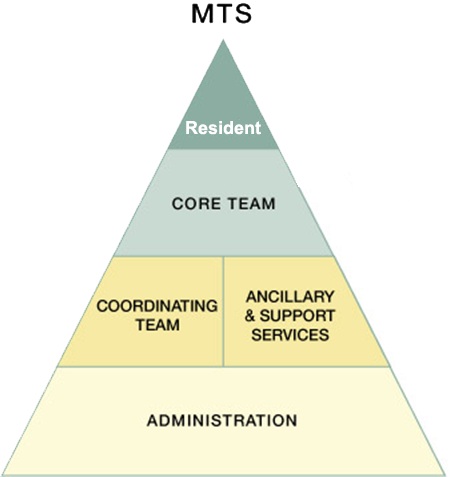 MTS
Resident
CORE TEAM
COORDINATING
TEAM
ANCILLARY
& SUPPORT
SERVICES
ADMINISTRATION